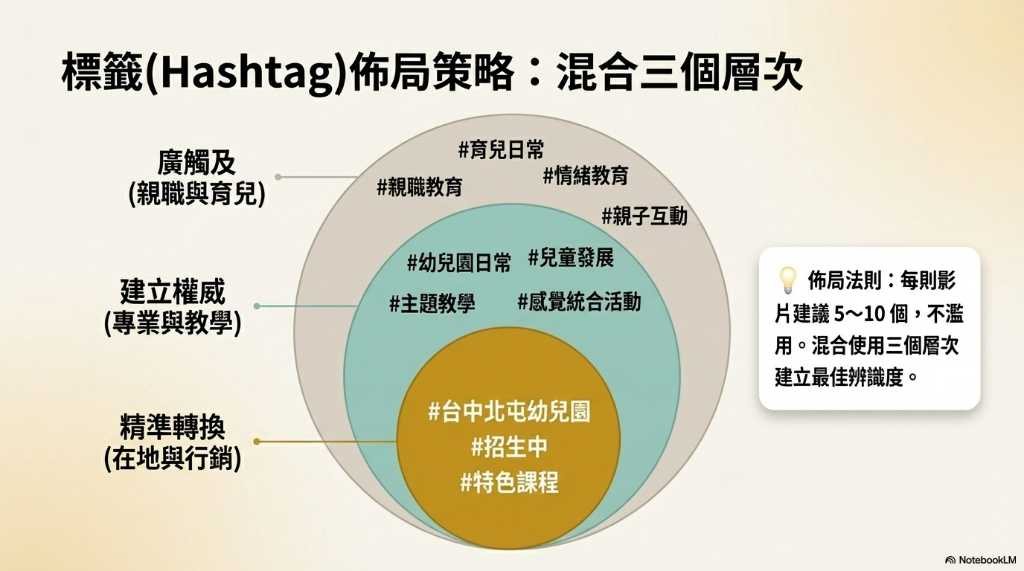 標籤(Hashtag)佈局策略：混合三個層次
廣觸及
(親職與育兒)
#育兒日常
#親職教育
#情緒教育
#親子互動
建立權威
(專業與教學)
#幼兒園日常
#兒童發展
#主題教學
#感覺統合活動
精準轉換
(在地與行銷)
#台中北屯幼兒園
#招生中
#特色課程
佈局法則：每則影
片建議 5～10 個，不濫
用。混合使用三個層次
建立最佳辨識度。
NotebookLM